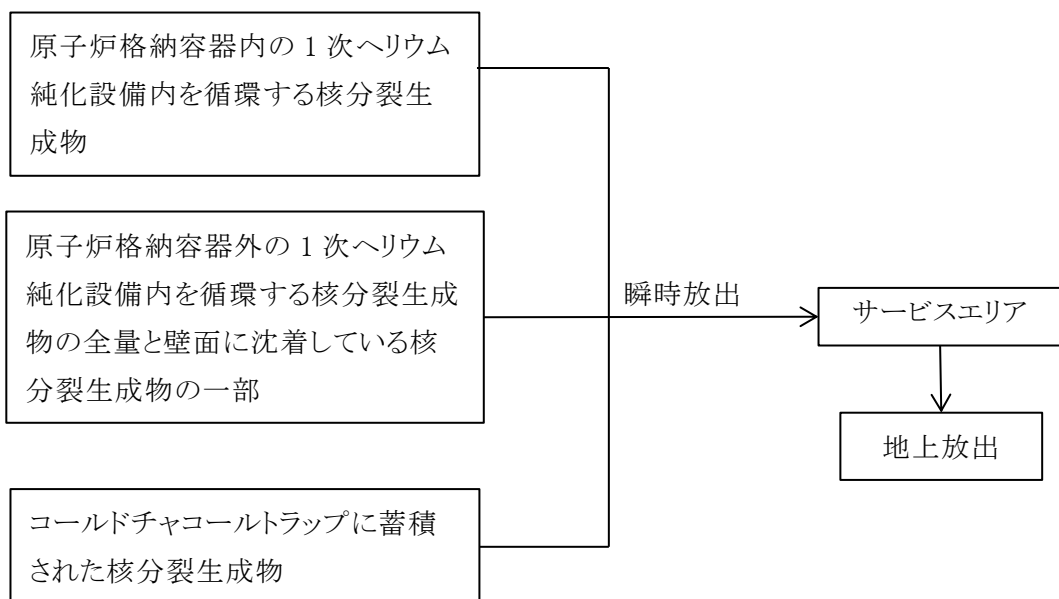 原子炉格納容器内の 1 次ヘリウム
純化設備内を循環する核分裂生
成物
原子炉格納容器外の 1 次ヘリウム
純化設備内を循環する核分裂生成
物の全量と壁面に沈着している核
分裂生成物の一部
コールドチャコールトラップに蓄積
された核分裂生成物
瞬時放出
サービスエリア
地上放出